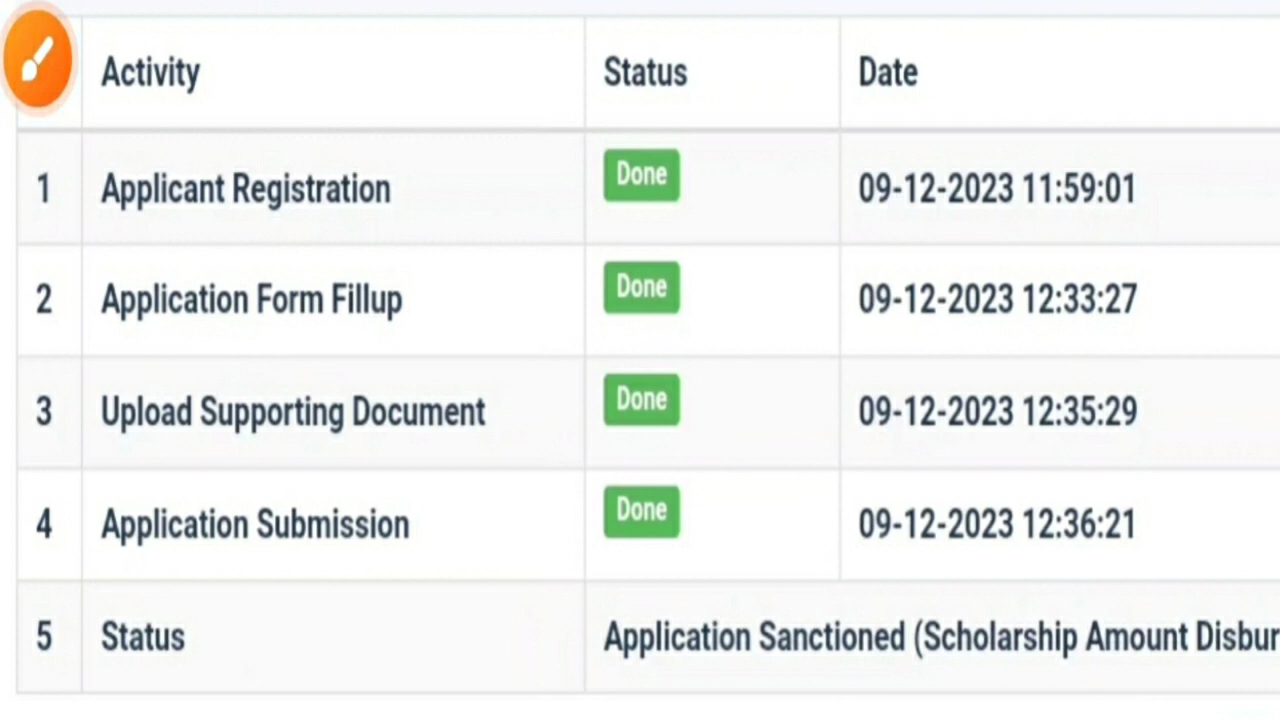 Activity Status Date
1 Applicant Registration Done 09-12-2023 11:59:01
2 Application Form Fillup Done 09-12-2023 12:33:27
3 Upload Supporting Document Done 09-12-2023 12:35:29
4 Application Submission Done 09-12-2023 12:36:21
5 Status Application Sanctioned (Scholarship Amount Disbur